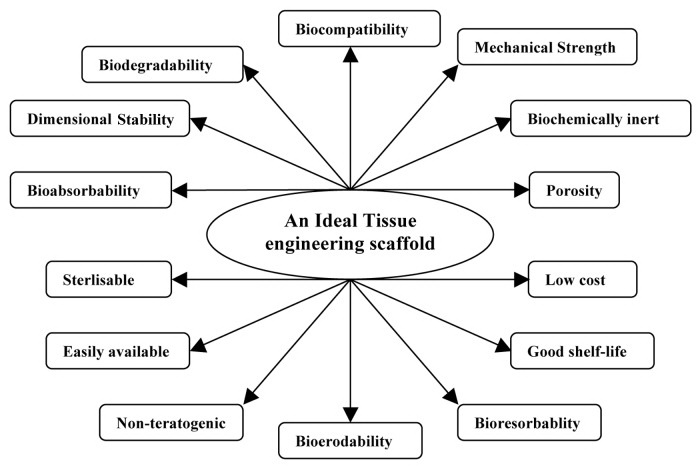 Biocompatibility
Mechanical Strength
Biodegradability
Dimensional Stability
Biochemically inert
Bioabsorbability
Porosity
An Ideal Tissue
engineering scaffold
Sterlisable
Low cost
Easily available
Good shelf-life
Non-teratogenic
Bioerodability
Bioresorbablity